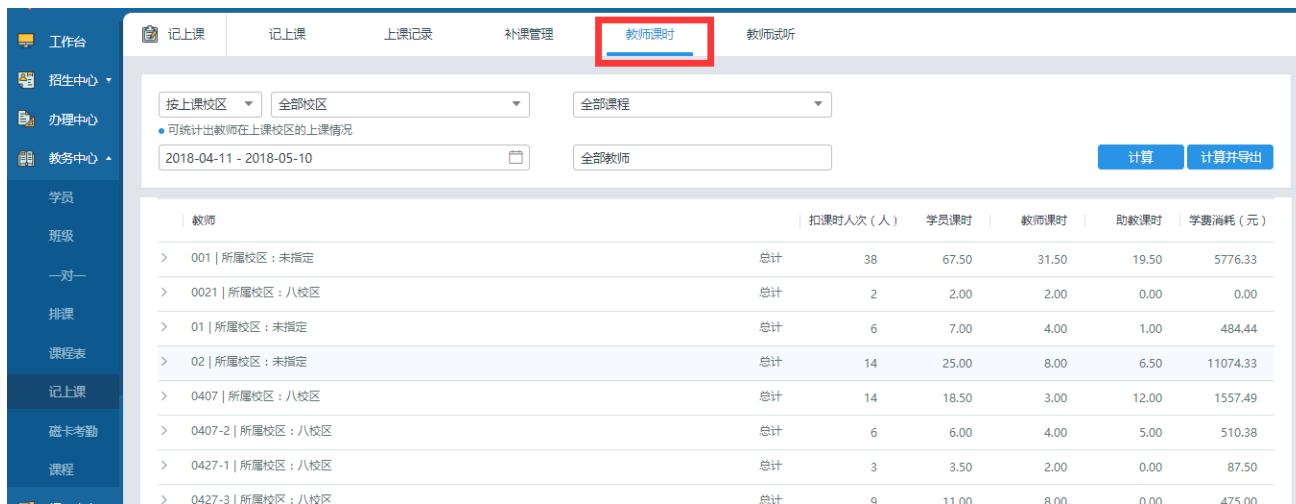 工作台
招生中心
办理中心
教务中心
学员
班级
一对一
排课
课程表
记上课
磁卡考勤
课程
记上课 记上课 上课记录 补课管理 教师课时 教师试听
按上课校区 全部校区 全部课程
可统计出教师在上课校区的上课情况
2018-04-11 - 2018-05-10 全部教师 计算 计算并导出
教师 扣课时人次（人） 学员课时 教师课时 助教课时 学费消耗（元）
001 | 所属校区：未指定 总计 38 67.50 31.50 19.50 5776.33
0021 | 所属校区：八校区 总计 2 2.00 2.00 0.00 0.00
01 | 所属校区：未指定 总计 6 7.00 4.00 1.00 484.44
02 | 所属校区：未指定 总计 14 25.00 8.00 6.50 11074.33
0407 | 所属校区：八校区 总计 14 18.50 3.00 12.00 1557.49
0407-2 | 所属校区：八校区 总计 6 6.00 4.00 5.00 510.38
0427-1 | 所属校区：八校区 总计 3 3.50 2.00 0.00 87.50
0427-3 | 所属校区：八校区 总计 9 11.00 8.00 0.00 475.00